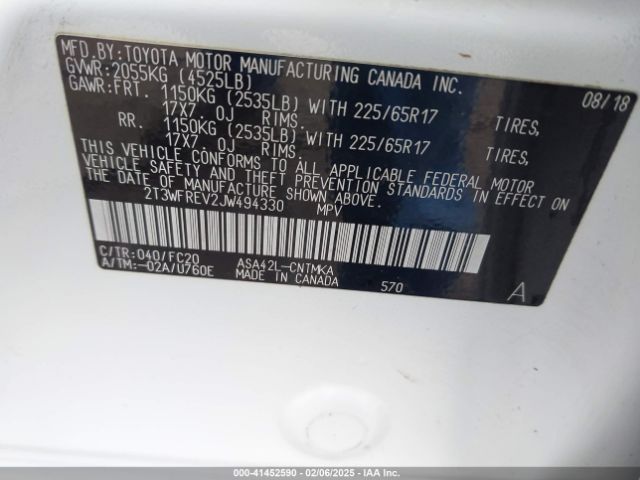 MFD.BY:TOYOTA MOTOR MANUFACTURING CANADA INC.
08/18
GVWR:2055KG (4525LB)
GAWR:FRT. 1150KG (2535LB) WITH 225/65R17 TIRES,
17X7. 0J RIMS.
RR. 1150KG (2535LB) WITH 225/65R17 TIRES,
17X7. 0J RIMS.
THIS VEHICLE CONFORMS TO ALL APPLICABLE FEDERAL MOTOR
VEHICLE SAFETY AND THEFT PREVENTION STANDARDS IN EFFECT ON
THE DATE OF MANUFACTURE SHOWN ABOVE.
2T3WFREV2JW494330 MPV
C/TR:040/FC20 ASA42L-CNTMKA
A/TM:-02A/U760E MADE IN CANADA 570 A
000-41452590 - 02/06/2025 - IAA Inc.